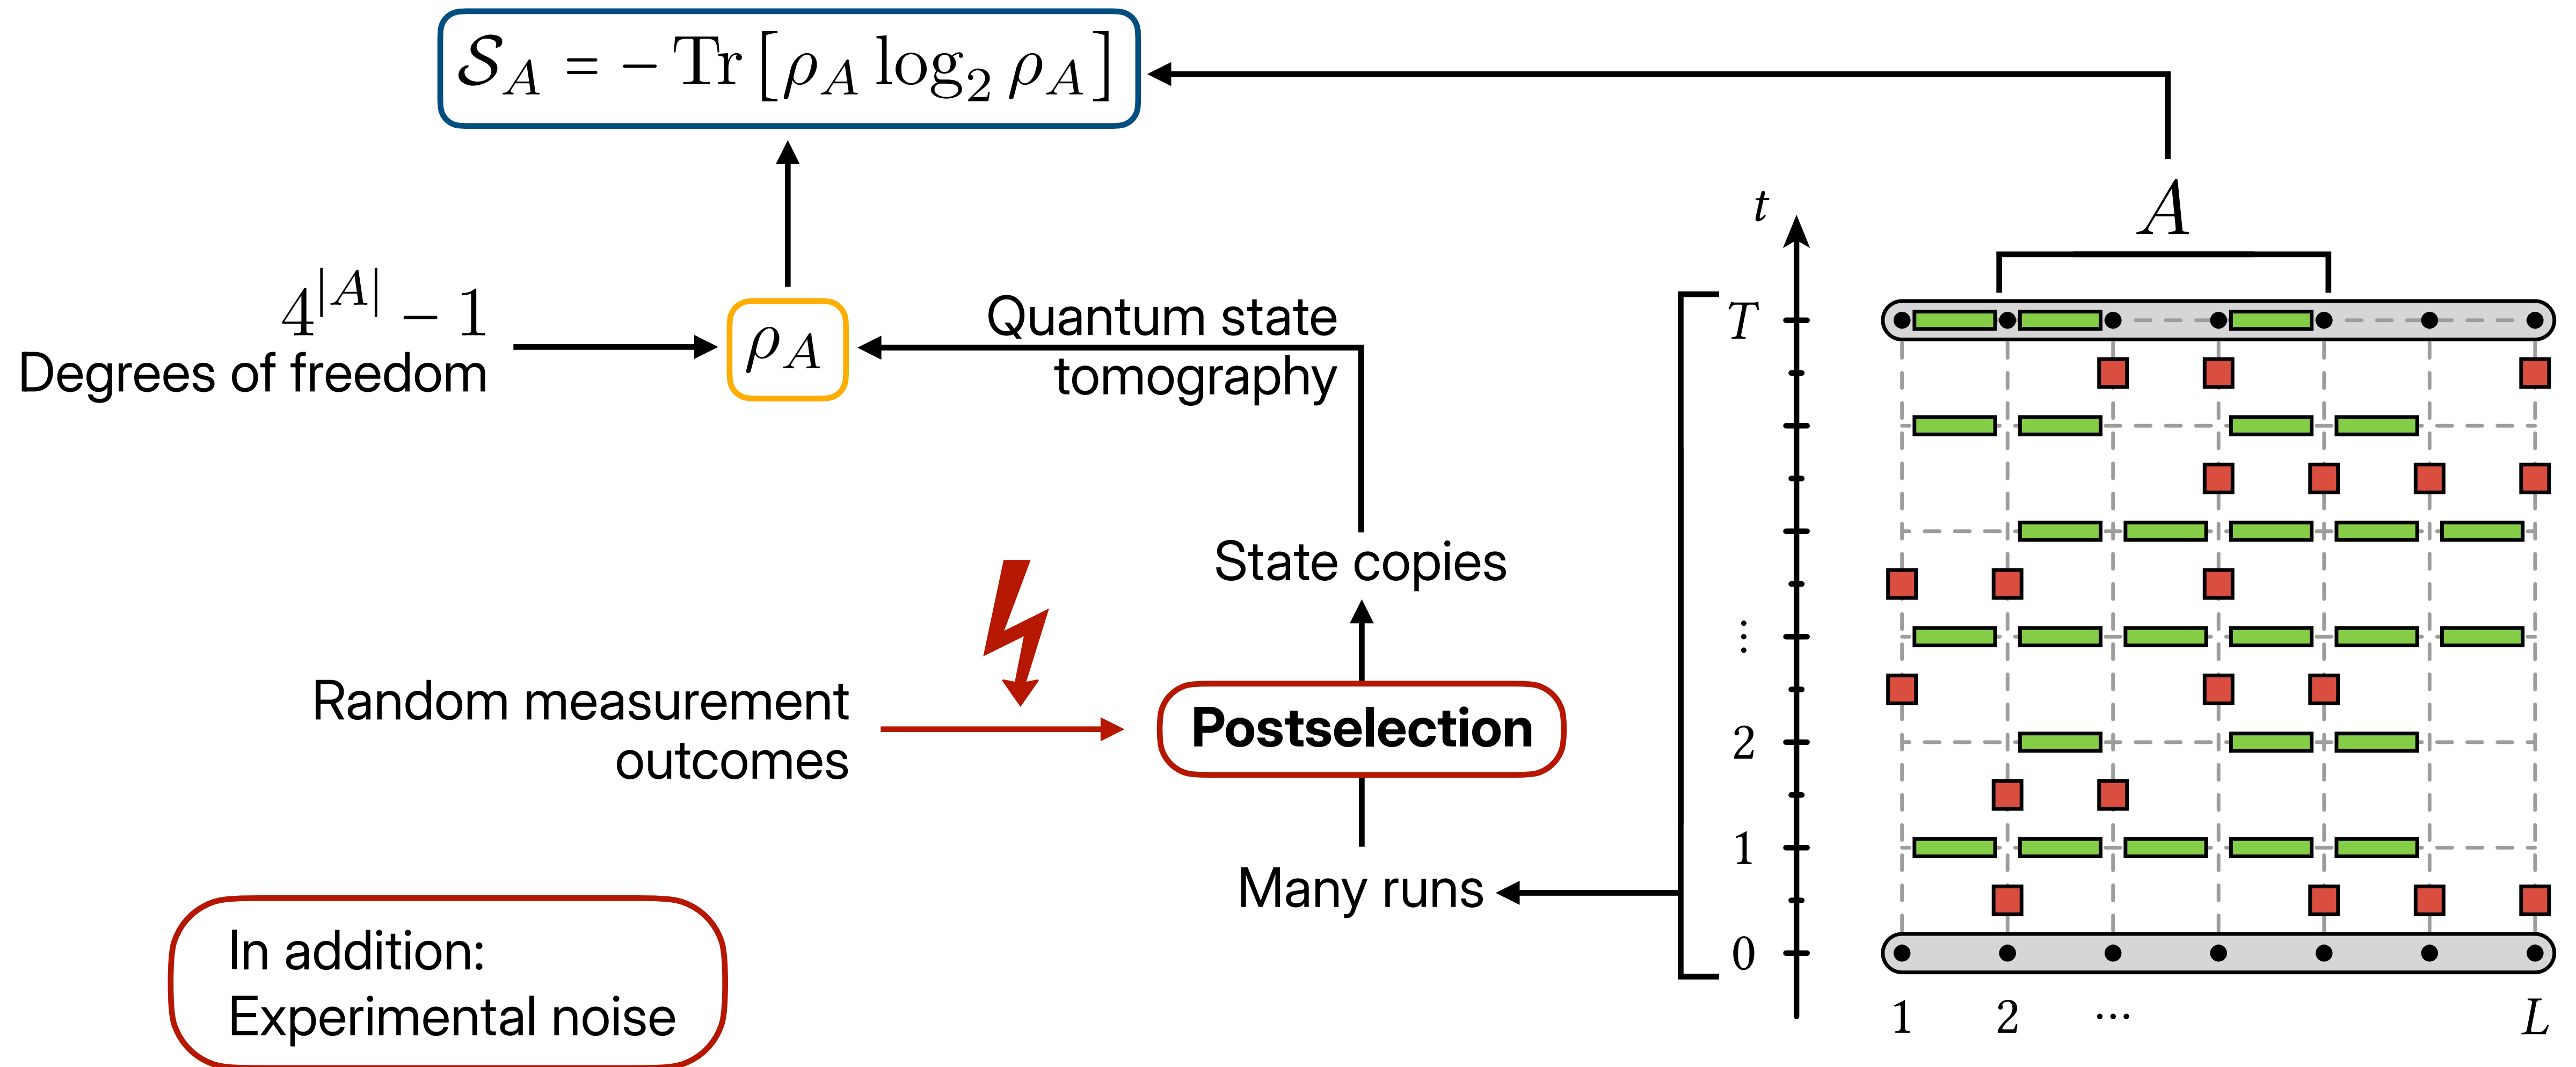 𝒮_A = − Tr [ρ_A log₂ ρ_A]
t
A
4^{|A|} − 1
Degrees of freedom
ρ_A
Quantum state
tomography
State copies
Random measurement
outcomes
Postselection
Many runs
In addition:
Experimental noise
T
⋮
2
1
0
1 2 ⋯ L